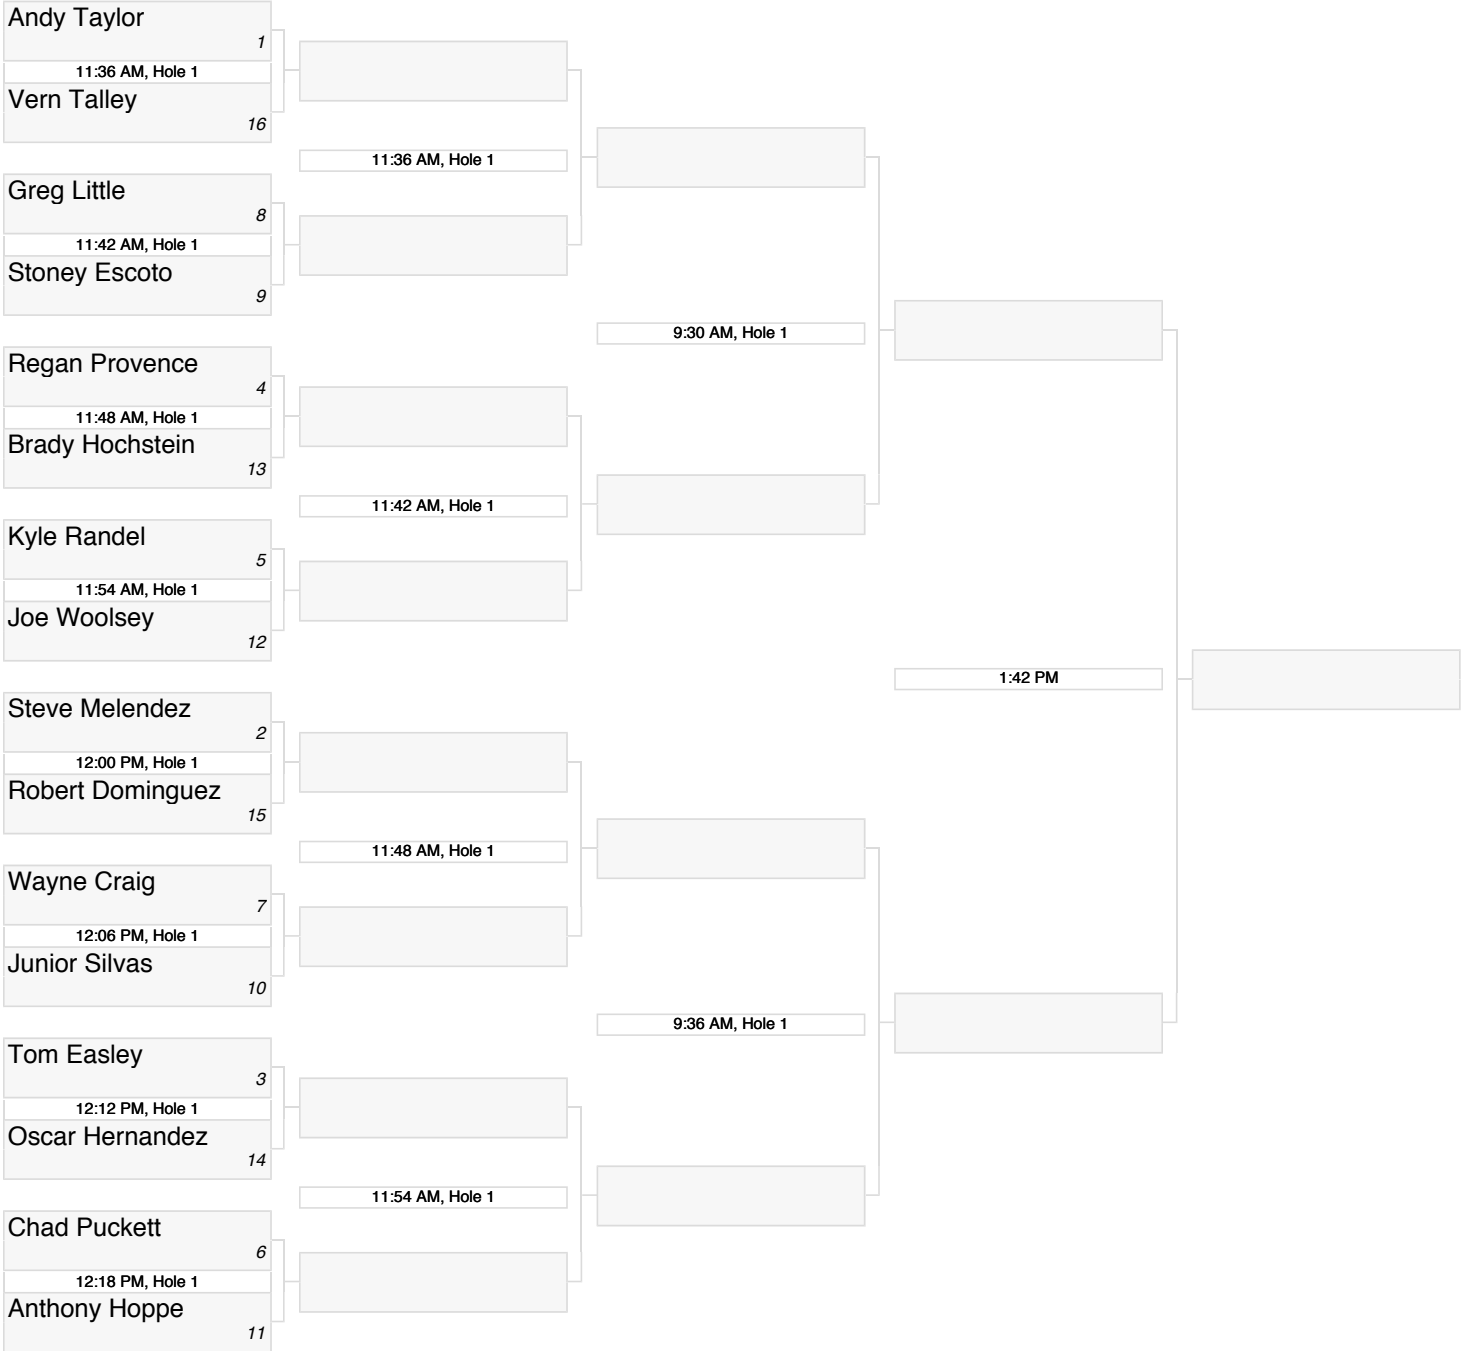 Andy Taylor
1
11:36 AM, Hole 1
Vern Talley
16
11:36 AM, Hole 1
Greg Little
8
11:42 AM, Hole 1
Stoney Escoto
9
9:30 AM, Hole 1
Regan Provence
4
11:48 AM, Hole 1
Brady Hochstein
13
11:42 AM, Hole 1
Kyle Randel
5
11:54 AM, Hole 1
Joe Woolsey
12
1:42 PM
Steve Melendez
2
12:00 PM, Hole 1
Robert Dominguez
15
11:48 AM, Hole 1
Wayne Craig
7
12:06 PM, Hole 1
Junior Silvas
10
9:36 AM, Hole 1
Tom Easley
3
12:12 PM, Hole 1
Oscar Hernandez
14
11:54 AM, Hole 1
Chad Puckett
6
12:18 PM, Hole 1
Anthony Hoppe
11